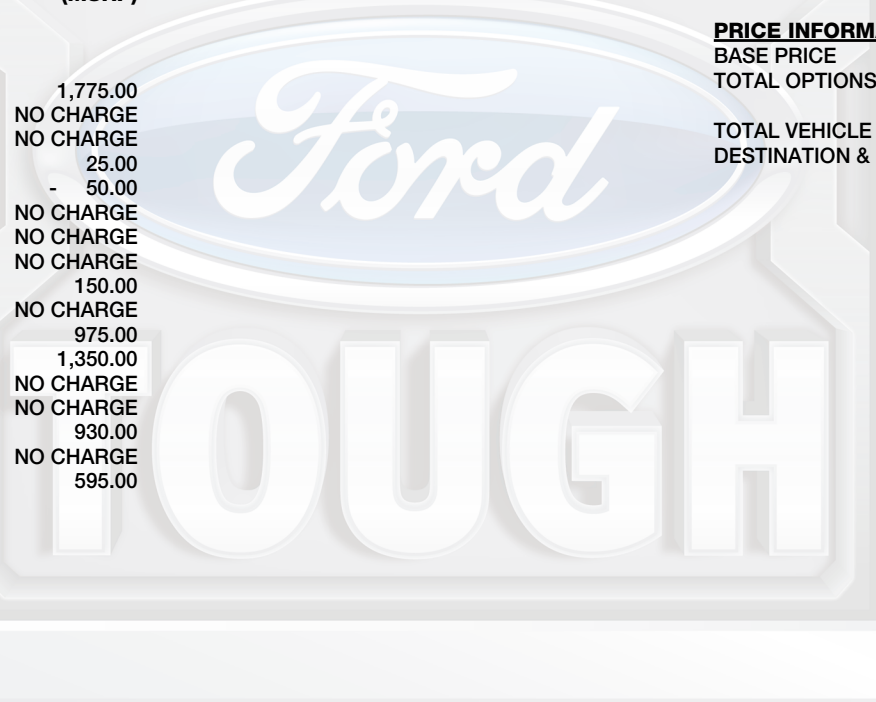 (MSRP)
1,775.00
NO CHARGE
NO CHARGE
25.00
- 50.00
NO CHARGE
NO CHARGE
NO CHARGE
150.00
NO CHARGE
975.00
1,350.00
NO CHARGE
NO CHARGE
930.00
NO CHARGE
595.00
PRICE INFORMA
BASE PRICE
TOTAL OPTIONS
TOTAL VEHICLE
DESTINATION &
Ford
TOUGH